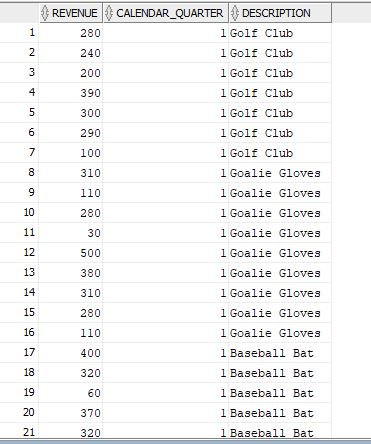 REVENUE CALENDAR_QUARTER DESCRIPTION
1 280 1 Golf Club
2 240 1 Golf Club
3 200 1 Golf Club
4 390 1 Golf Club
5 300 1 Golf Club
6 290 1 Golf Club
7 100 1 Golf Club
8 310 1 Goalie Gloves
9 110 1 Goalie Gloves
10 280 1 Goalie Gloves
11 30 1 Goalie Gloves
12 500 1 Goalie Gloves
13 380 1 Goalie Gloves
14 310 1 Goalie Gloves
15 280 1 Goalie Gloves
16 110 1 Goalie Gloves
17 400 1 Baseball Bat
18 320 1 Baseball Bat
19 60 1 Baseball Bat
20 370 1 Baseball Bat
21 320 1 Baseball Bat